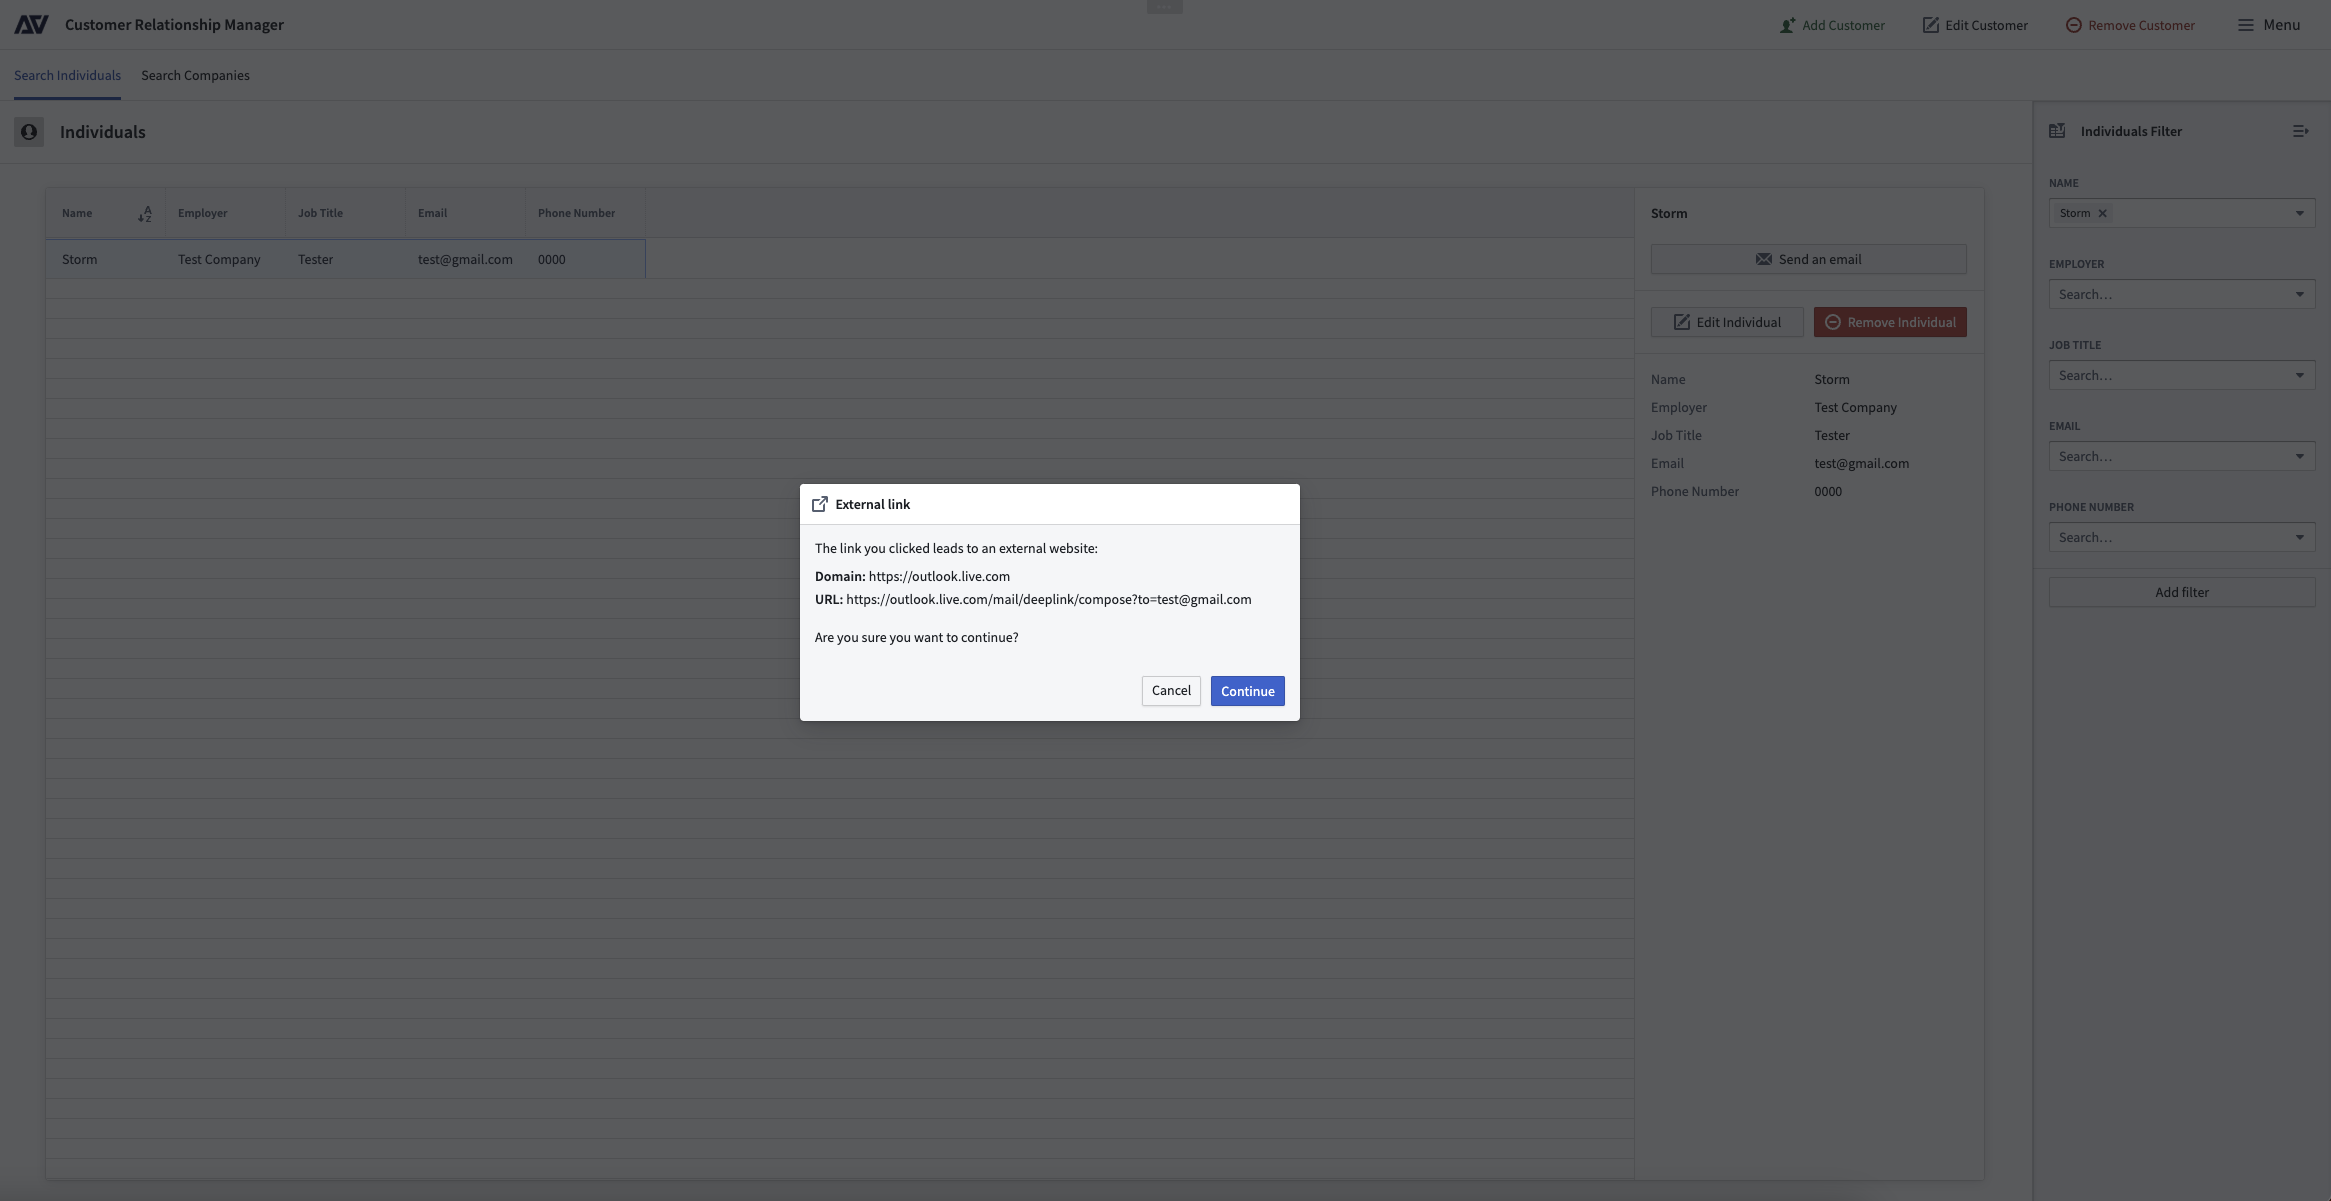 Customer Relationship Manager
Add Customer
Edit Customer
Remove Customer
Menu
Search Individuals
Search Companies
Individuals
Individuals Filter
Name
Employer
Job Title
Email
Phone Number
Storm
Test Company
Tester
test@gmail.com
0000
Storm
Send an email
Edit Individual
Remove Individual
Name Storm
Employer Test Company
Job Title Tester
Email test@gmail.com
Phone Number 0000
NAME
Storm
EMPLOYER
Search...
JOB TITLE
Search...
EMAIL
Search...
PHONE NUMBER
Search...
Add filter
External link
The link you clicked leads to an external website:
Domain: https://outlook.live.com
URL: https://outlook.live.com/mail/deeplink/compose?to=test@gmail.com
Are you sure you want to continue?
Cancel
Continue